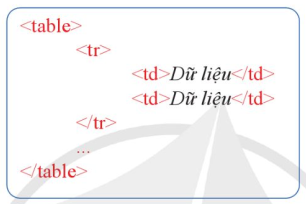 <table>
<tr>
<td>Dữ liệu</td>
<td>Dữ liệu</td>
</tr>
...
</table>